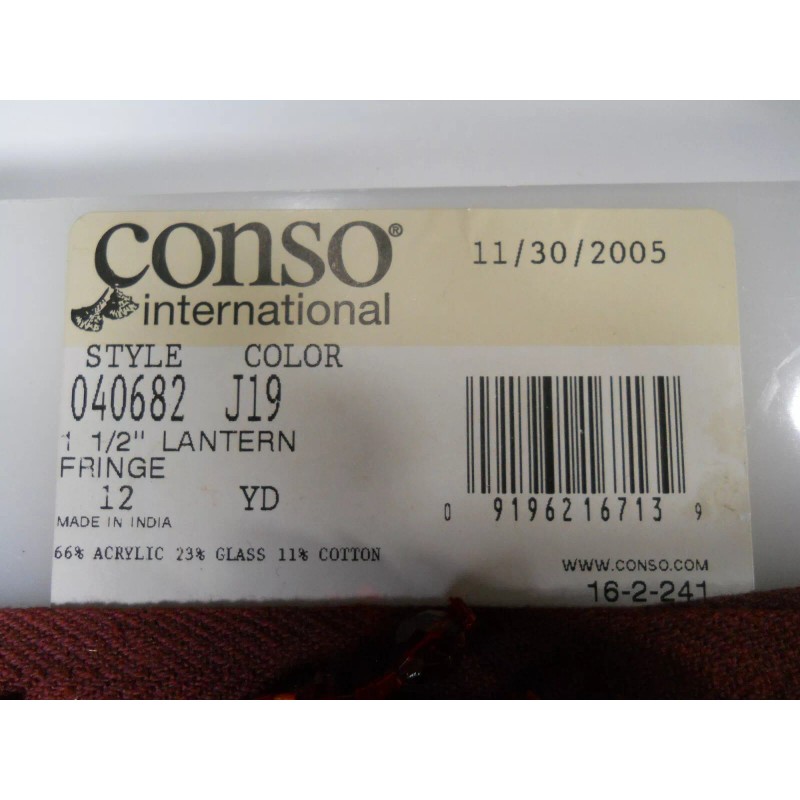 conso®
international
11/30/2005
STYLE COLOR
040682 J19
1 1/2" LANTERN
FRINGE
12 YD
MADE IN INDIA
66% ACRYLIC 23% GLASS 11% COTTON
0 9196216713 9
WWW.CONSO.COM
16-2-241